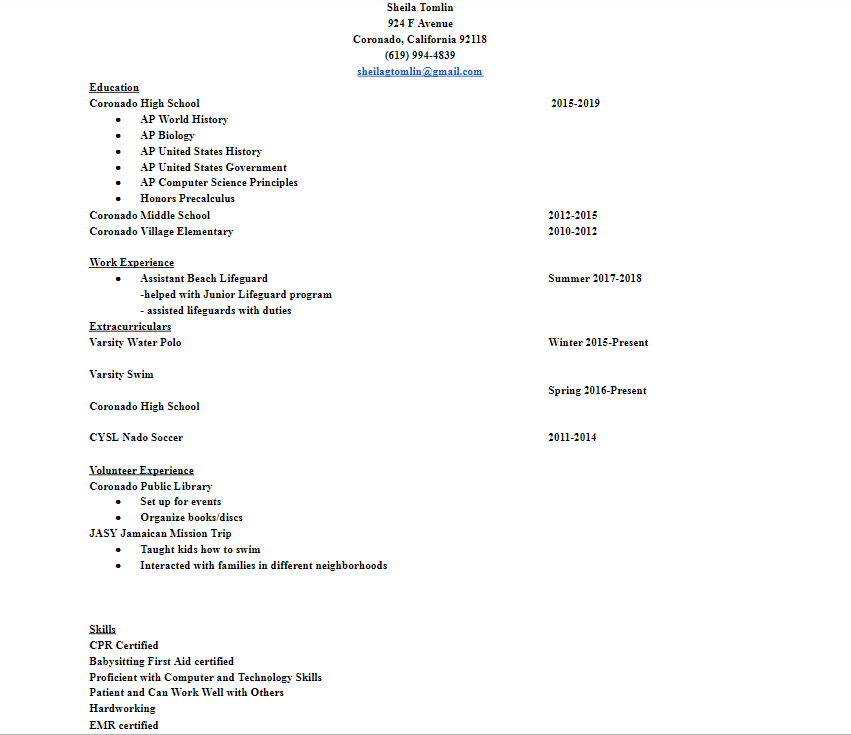 Sheila Tomlin
924 F Avenue
Coronado, California 92118
(619) 994-4839
sheilagtomlin@gmail.com
Education
Coronado High School 2015-2019
● AP World History
● AP Biology
● AP United States History
● AP United States Government
● AP Computer Science Principles
● Honors Precalculus
Coronado Middle School 2012-2015
Coronado Village Elementary 2010-2012
Work Experience
● Assistant Beach Lifeguard Summer 2017-2018
-helped with Junior Lifeguard program
- assisted lifeguards with duties
Extracurriculars
Varsity Water Polo Winter 2015-Present
Varsity Swim
Spring 2016-Present
Coronado High School
CYSL Nado Soccer 2011-2014
Volunteer Experience
Coronado Public Library
● Set up for events
● Organize books/discs
JASY Jamaican Mission Trip
● Taught kids how to swim
● Interacted with families in different neighborhoods
Skills
CPR Certified
Babysitting First Aid certified
Proficient with Computer and Technology Skills
Patient and Can Work Well with Others
Hardworking
EMR certified